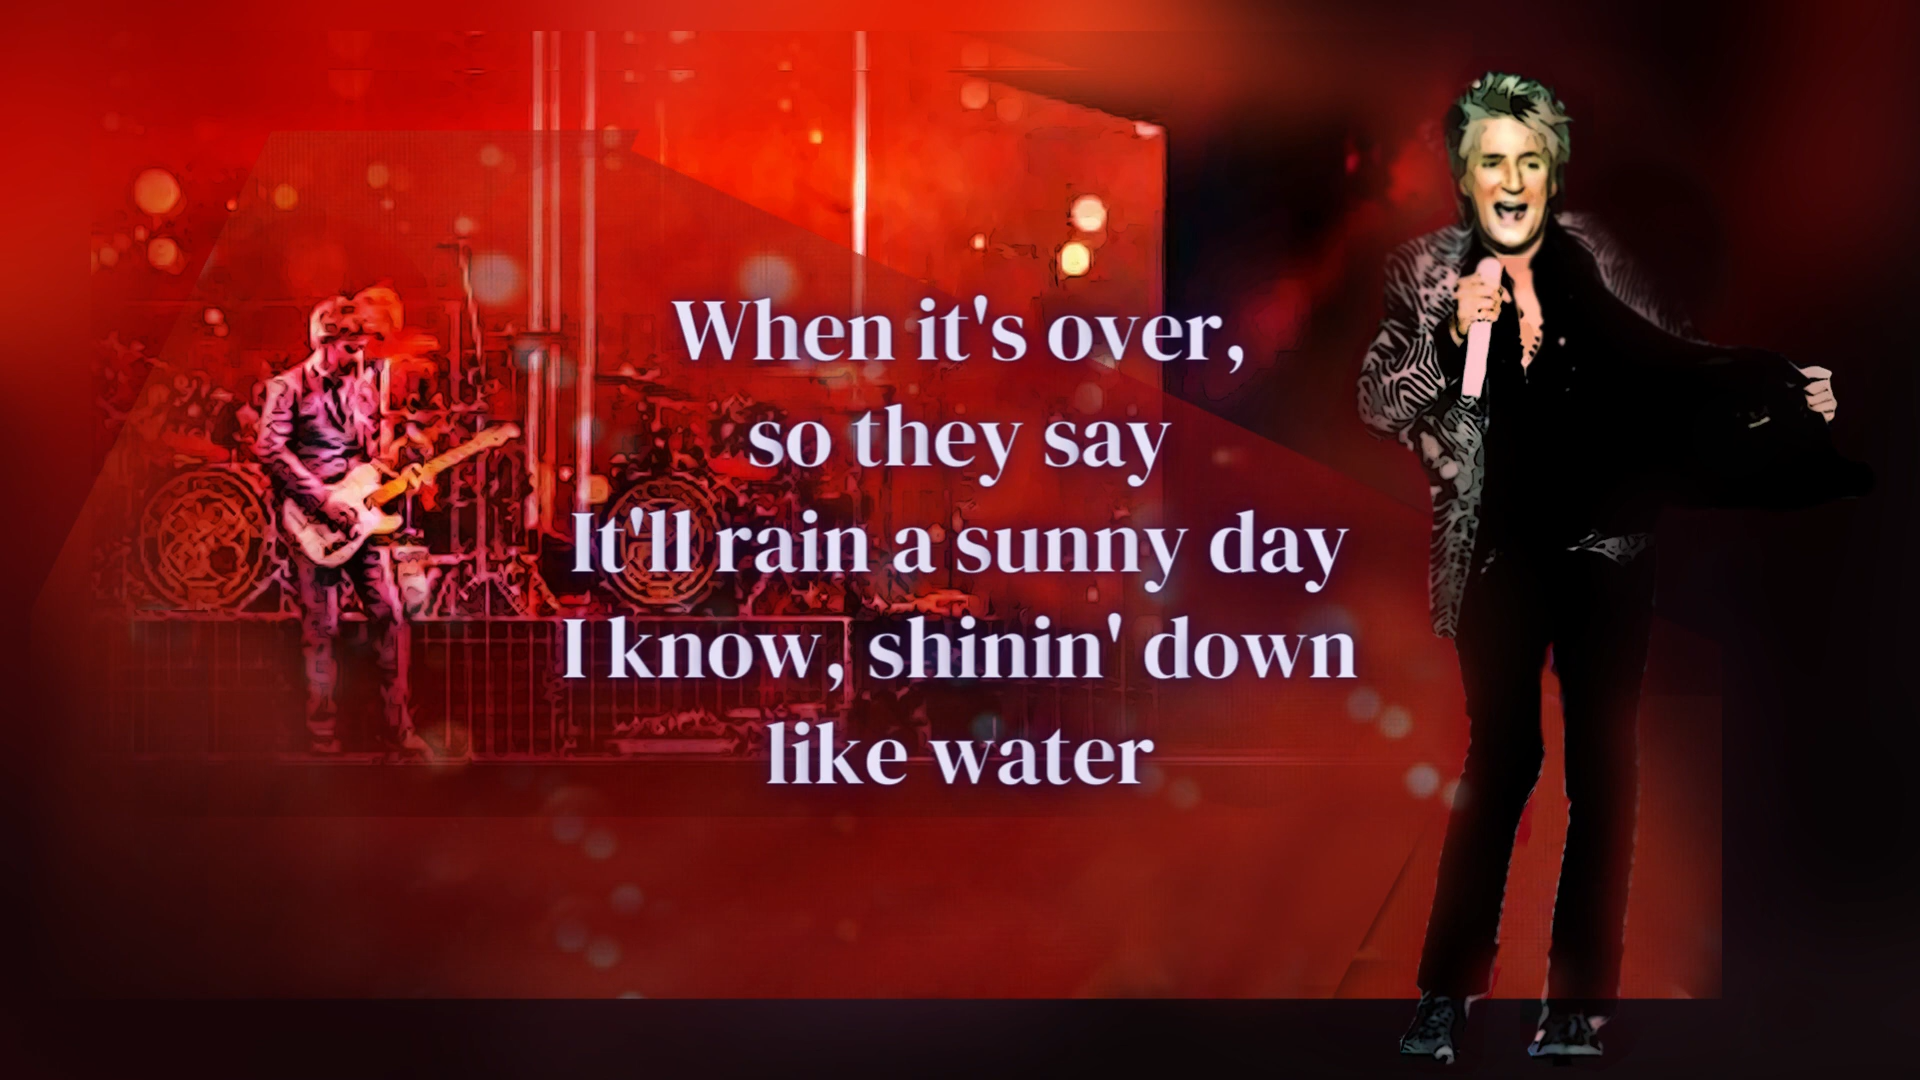 When it's over,
so they say
It'll rain a sunny day
I know, shinin' down
like water